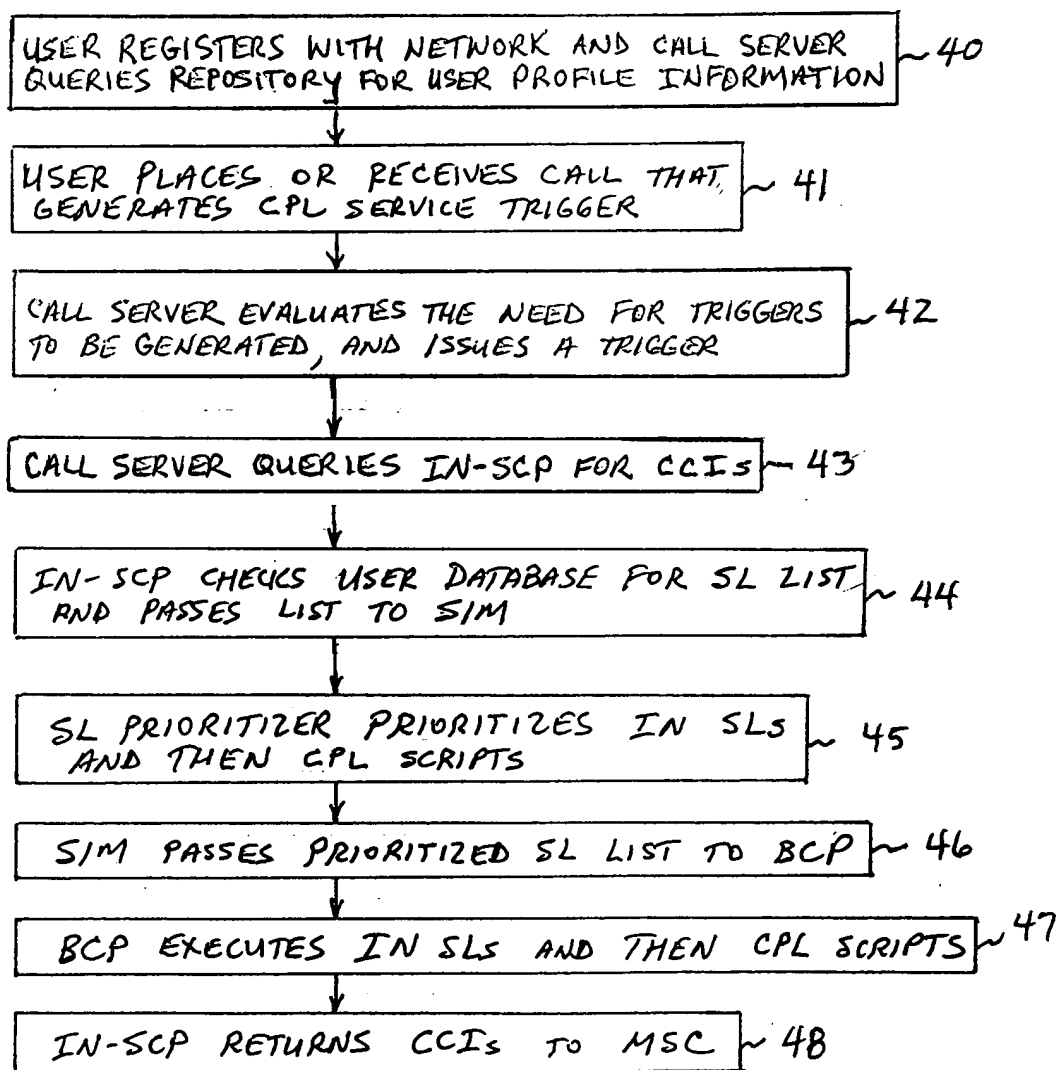 USER REGISTERS WITH NETWORK AND CALL SERVER
QUERIES REPOSITORY FOR USER PROFILE INFORMATION
40
USER PLACES OR RECEIVES CALL THAT
GENERATES CPL SERVICE TRIGGER
41
CALL SERVER EVALUATES THE NEED FOR TRIGGERS
TO BE GENERATED, AND ISSUES A TRIGGER
42
CALL SERVER QUERIES IN-SCP FOR CCIs
43
IN-SCP CHECKS USER DATABASE FOR SL LIST
AND PASSES LIST TO SIM
44
SL PRIORITIZER PRIORITIZES IN SLs
AND THEN CPL SCRIPTS
45
SIM PASSES PRIORITIZED SL LIST TO BCP
46
BCP EXECUTES IN SLs AND THEN CPL SCRIPTS
47
IN-SCP RETURNS CCIs TO MSC
48